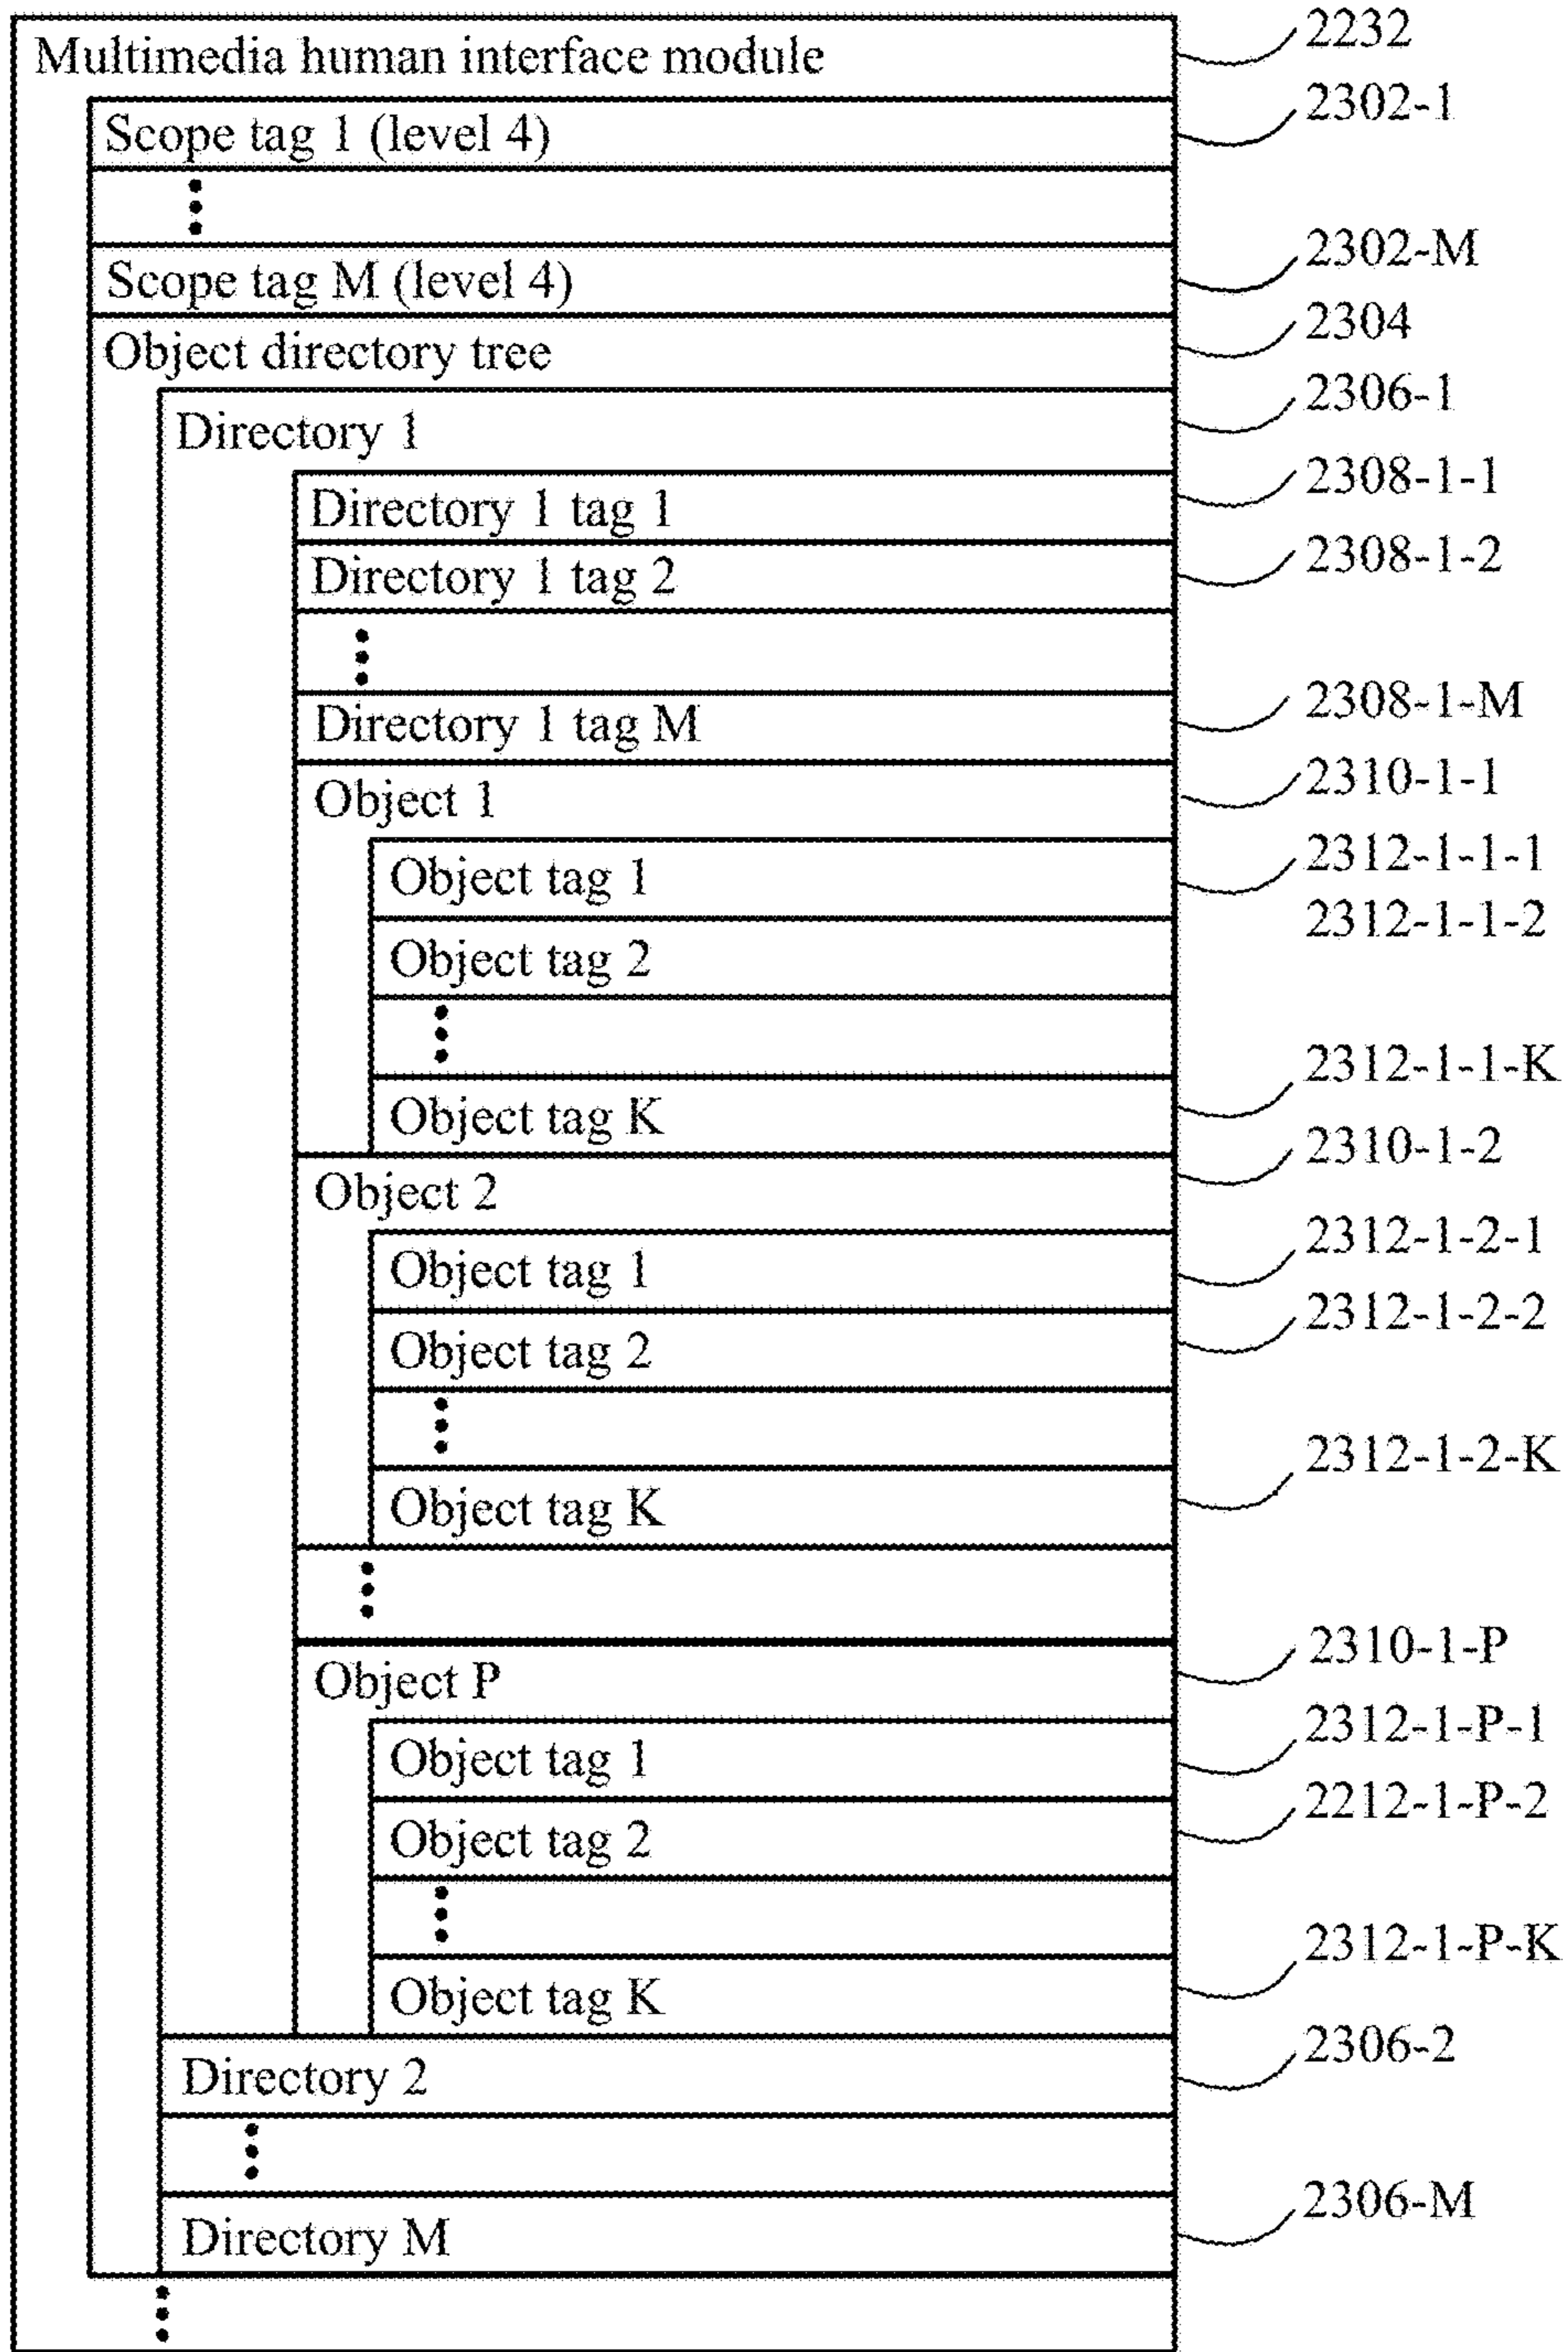 Multimedia human interface module 2232
Scope tag 1 (level 4) 2302-1
Scope tag M (level 4) 2302-M
Object directory tree 2304
Directory 1 2306-1
Directory 1 tag 1 2308-1-1
Directory 1 tag 2 2308-1-2
Directory 1 tag M 2308-1-M
Object 1 2310-1-1
Object tag 1 2312-1-1-1
Object tag 2 2312-1-1-2
Object tag K 2312-1-1-K
Object 2 2310-1-2
Object tag 1 2312-1-2-1
Object tag 2 2312-1-2-2
Object tag K 2312-1-2-K
Object P 2310-1-P
Object tag 1 2312-1-P-1
Object tag 2 2212-1-P-2
Object tag K 2312-1-P-K
Directory 2 2306-2
Directory M 2306-M